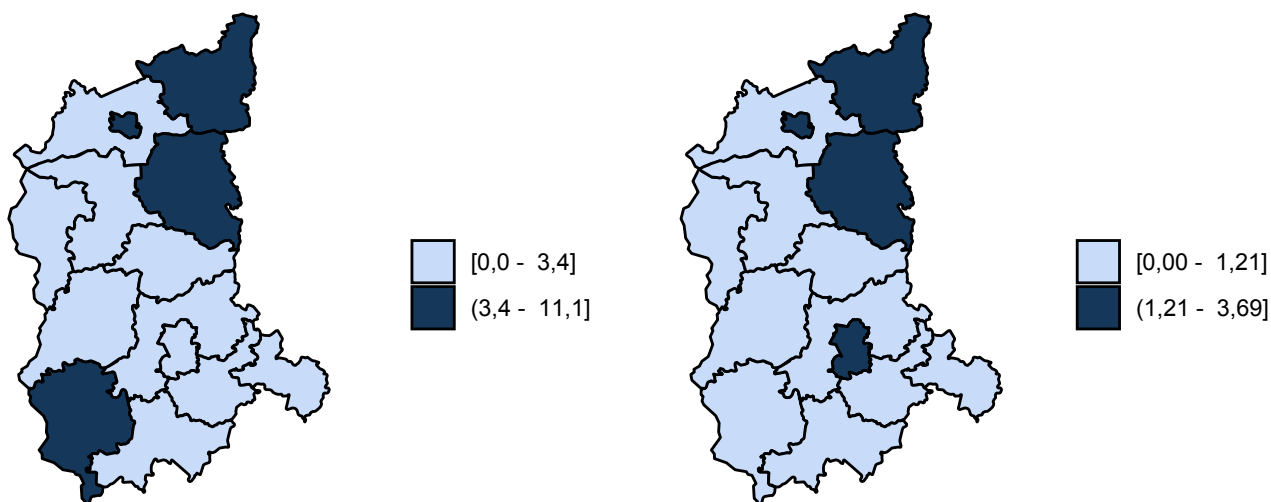 [0,0 - 3,4]
(3,4 - 11,1]
[0,00 - 1,21]
(1,21 - 3,69]